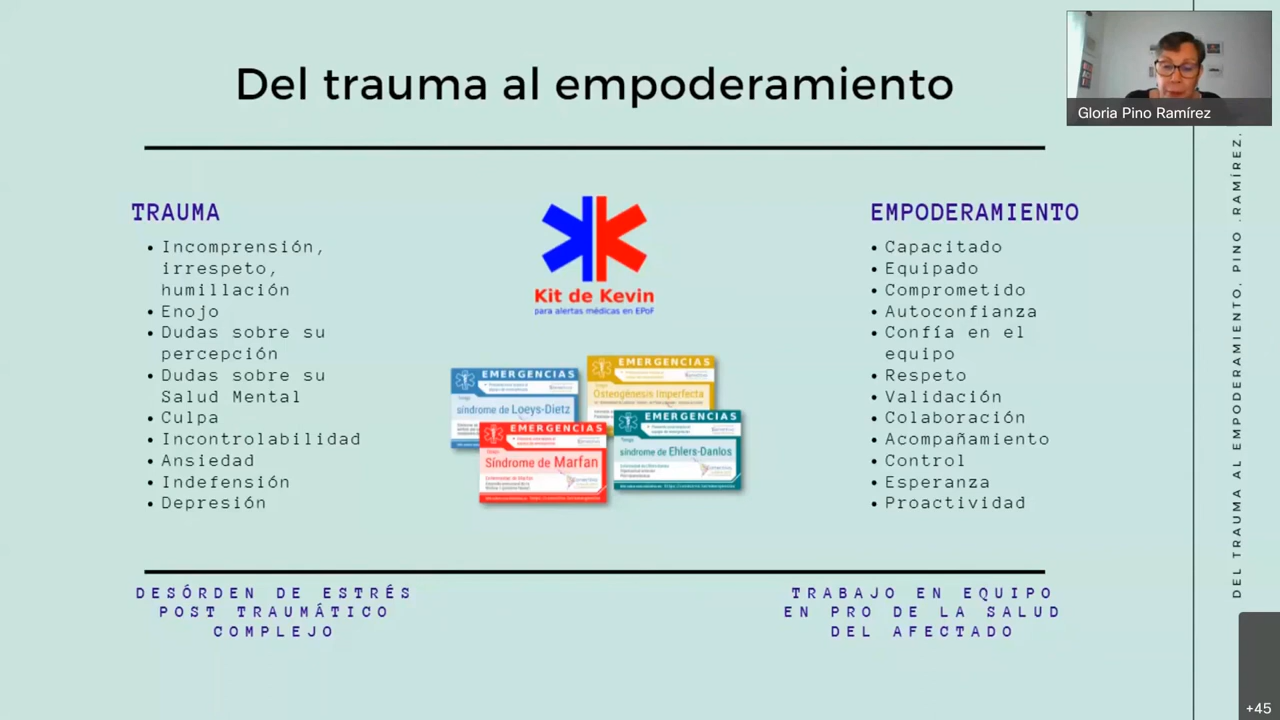 Del trauma al empoderamiento
Gloria Pino Ramírez
TRAUMA
Incomprensión,
irrespeto,
humillación
Enojo
Dudas sobre su
percepción
Dudas sobre su
Salud Mental
Culpa
Incontrolabilidad
Ansiedad
Indefensión
Depresión
Kit de Kevin
para alertas médicas en EPoF
EMERGENCIAS
Tengo
síndrome de Loeys-Dietz
EMERGENCIAS
Osteogénesis Imperfecta
EMERGENCIAS
Síndrome de Marfan
EMERGENCIAS
Tengo
síndrome de Ehlers-Danlos
EMPODERAMIENTO
Capacitado
Equipado
Comprometido
Autoconfianza
Confía en el
equipo
Respeto
Validación
Colaboración
Acompañamiento
Control
Esperanza
Proactividad
DESÓRDEN DE ESTRÉS
POST TRAUMÁTICO
COMPLEJO
TRABAJO EN EQUIPO
EN PRO DE LA SALUD
DEL AFECTADO
DEL TRAUMA AL EMPODERAMIENTO, PINO .RAMÍREZ,
+45